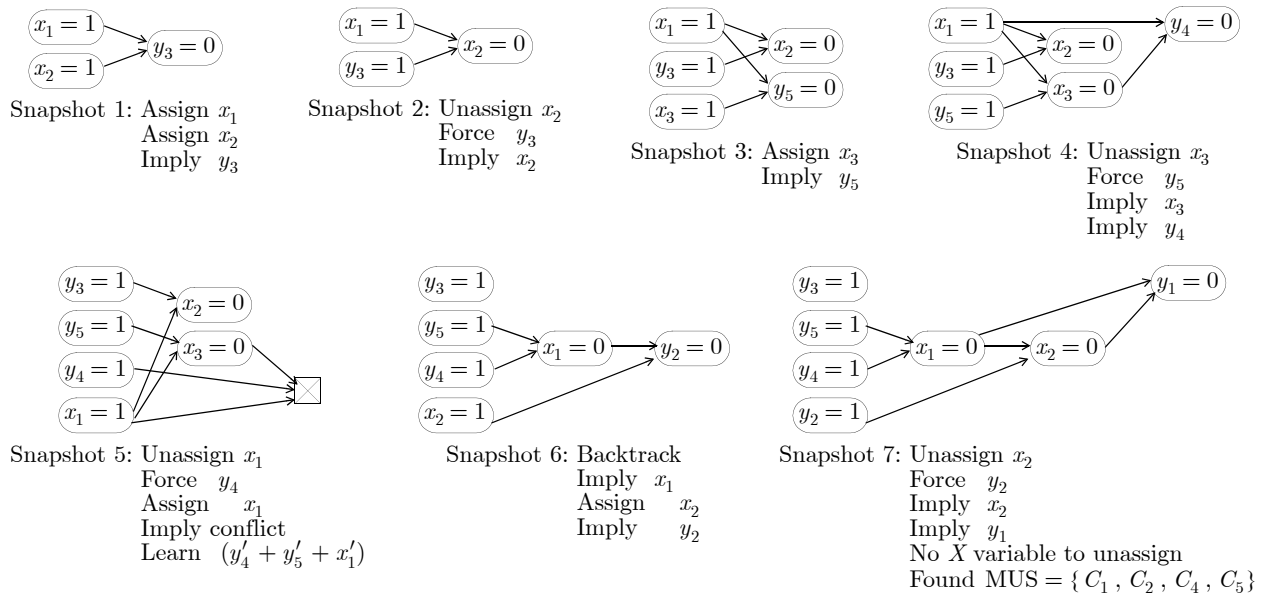 x₁ = 1
x₂ = 1
y₃ = 0
Snapshot 1: Assign x₁
Assign x₂
Imply y₃
x₁ = 1
y₃ = 1
x₂ = 0
Snapshot 2: Unassign x₂
Force y₃
Imply x₂
x₁ = 1
y₃ = 1
x₃ = 1
x₂ = 0
y₅ = 0
Snapshot 3: Assign x₃
Imply y₅
x₁ = 1
y₃ = 1
y₅ = 1
x₂ = 0
x₃ = 0
y₄ = 0
Snapshot 4: Unassign x₃
Force y₅
Imply x₃
Imply y₄
y₃ = 1
y₅ = 1
y₄ = 1
x₁ = 1
x₂ = 0
x₃ = 0
Snapshot 5: Unassign x₁
Force y₄
Assign x₁
Imply conflict
Learn (y′₄ + y′₅ + x′₁)
y₃ = 1
y₅ = 1
y₄ = 1
x₂ = 1
x₁ = 0
y₂ = 0
Snapshot 6: Backtrack
Imply x₁
Assign x₂
Imply y₂
y₃ = 1
y₅ = 1
y₄ = 1
y₂ = 1
x₁ = 0
x₂ = 0
y₁ = 0
Snapshot 7: Unassign x₂
Force y₂
Imply x₂
Imply y₁
No X variable to unassign
Found MUS = { C₁ , C₂ , C₄ , C₅}